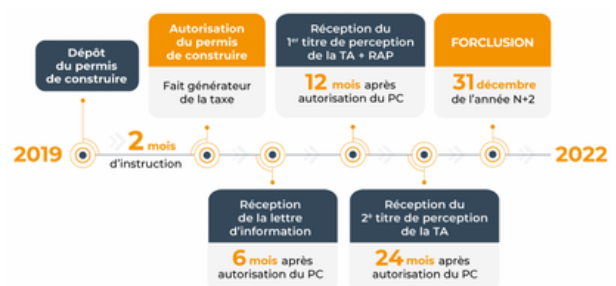 Dépôt
du permis
de construire
Autorisation
du permis
de construire
Fait générateur
de la taxe
Réception du
1er titre de perception
de la TA + RAP
12 mois après
autorisation du PC
FORCLUSION
31 décembre
de l'année N+2
2019
2 mois
d'instruction
2022
Réception
de la lettre
d'information
6 mois après
autorisation du PC
Réception du
2e titre de perception
de la TA
24 mois après
autorisation du PC